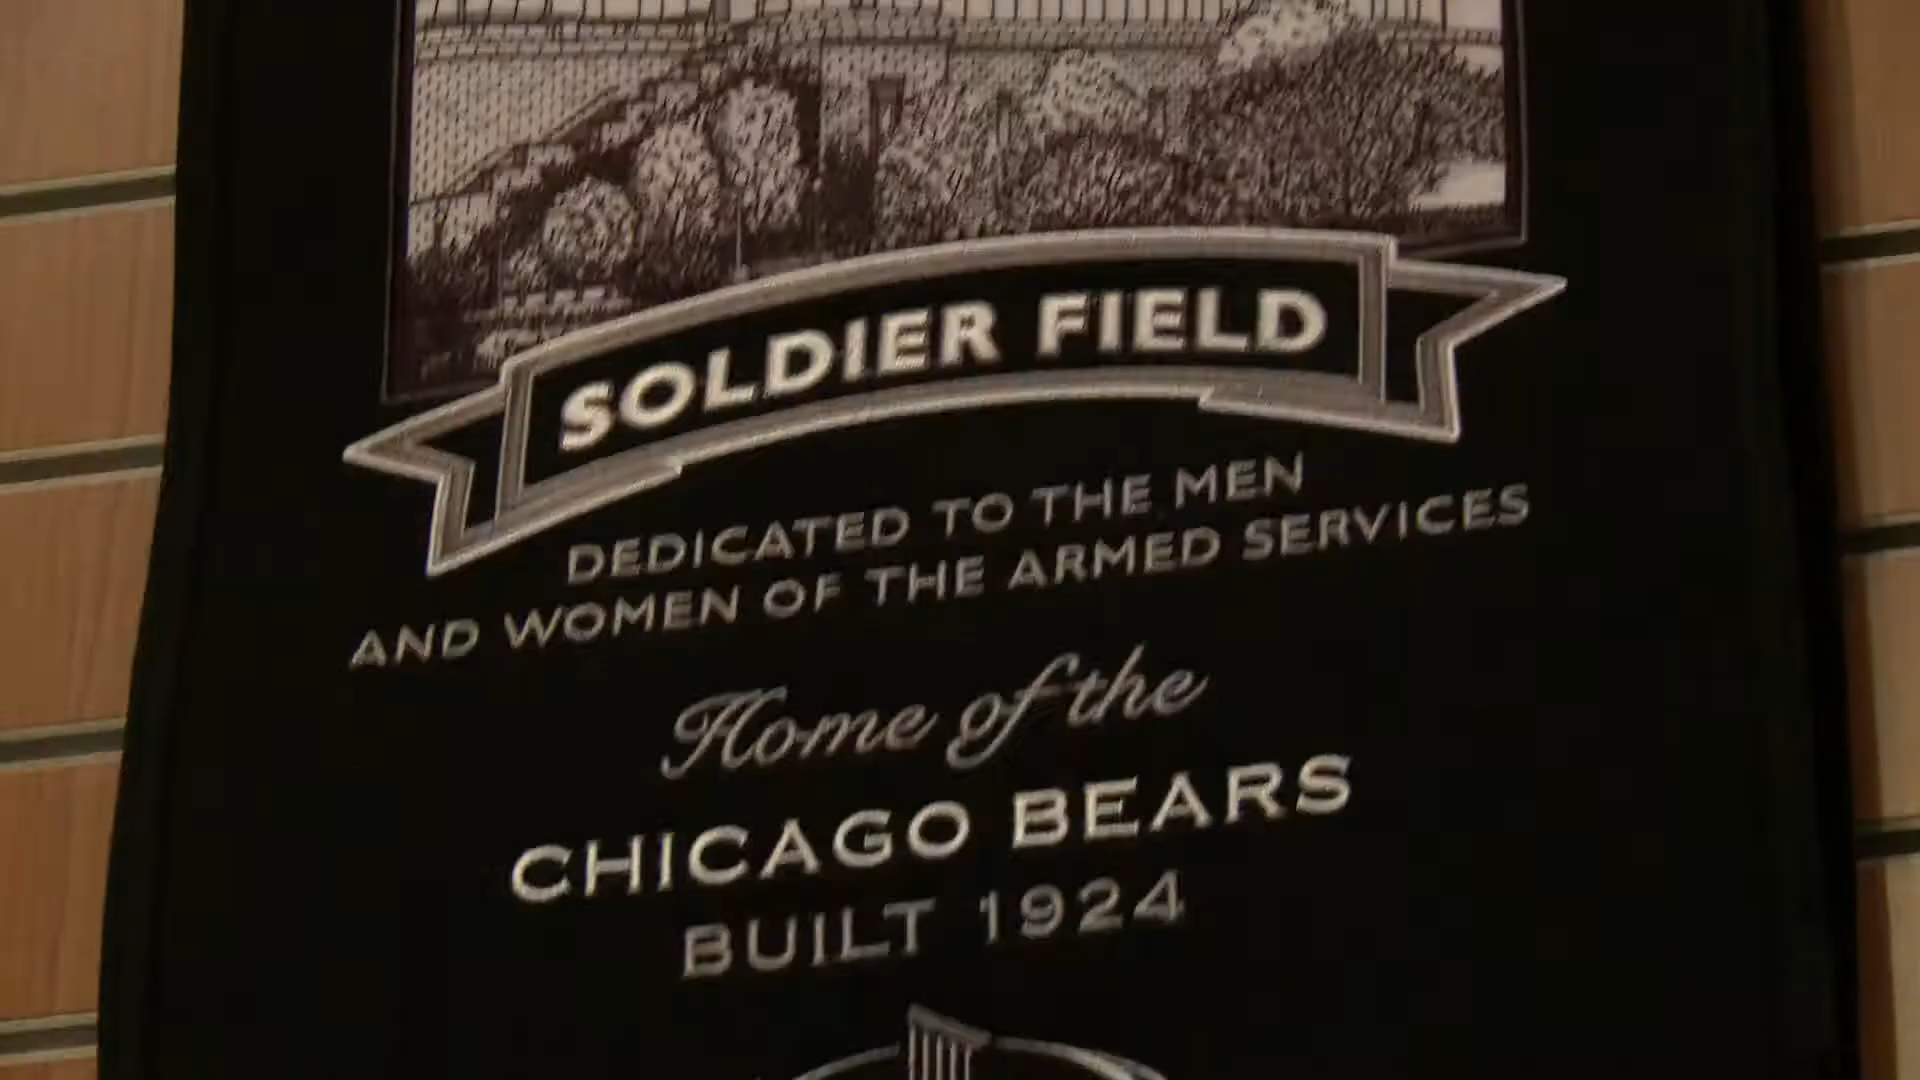 SOLDIER FIELD
DEDICATED TO THE MEN
AND WOMEN OF THE ARMED SERVICES
Home of the
CHICAGO BEARS
BUILT 1924